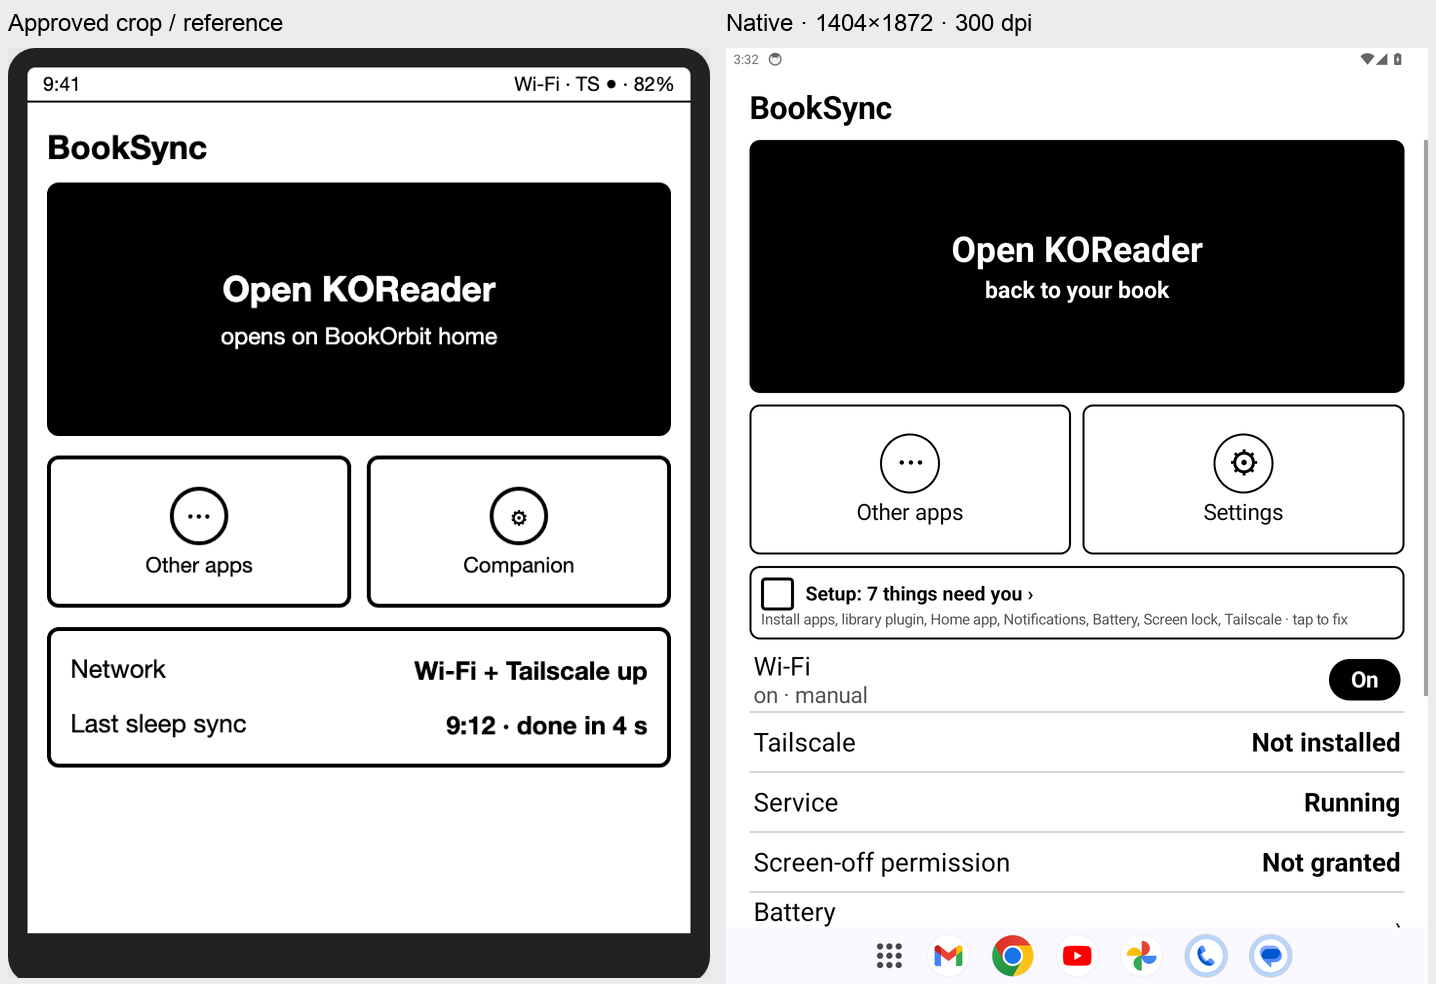 Approved crop / reference
9:41
Wi-Fi · TS ● · 82%
BookSync
Open KOReader
opens on BookOrbit home
Other apps
Companion
Network
Wi-Fi + Tailscale up
Last sleep sync
9:12 · done in 4 s
Native · 1404×1872 · 300 dpi
3:32
BookSync
Open KOReader
back to your book
Other apps
Settings
Setup: 7 things need you ›
Install apps, library plugin, Home app, Notifications, Battery, Screen lock, Tailscale · tap to fix
Wi-Fi
on · manual
On
Tailscale
Not installed
Service
Running
Screen-off permission
Not granted
Battery